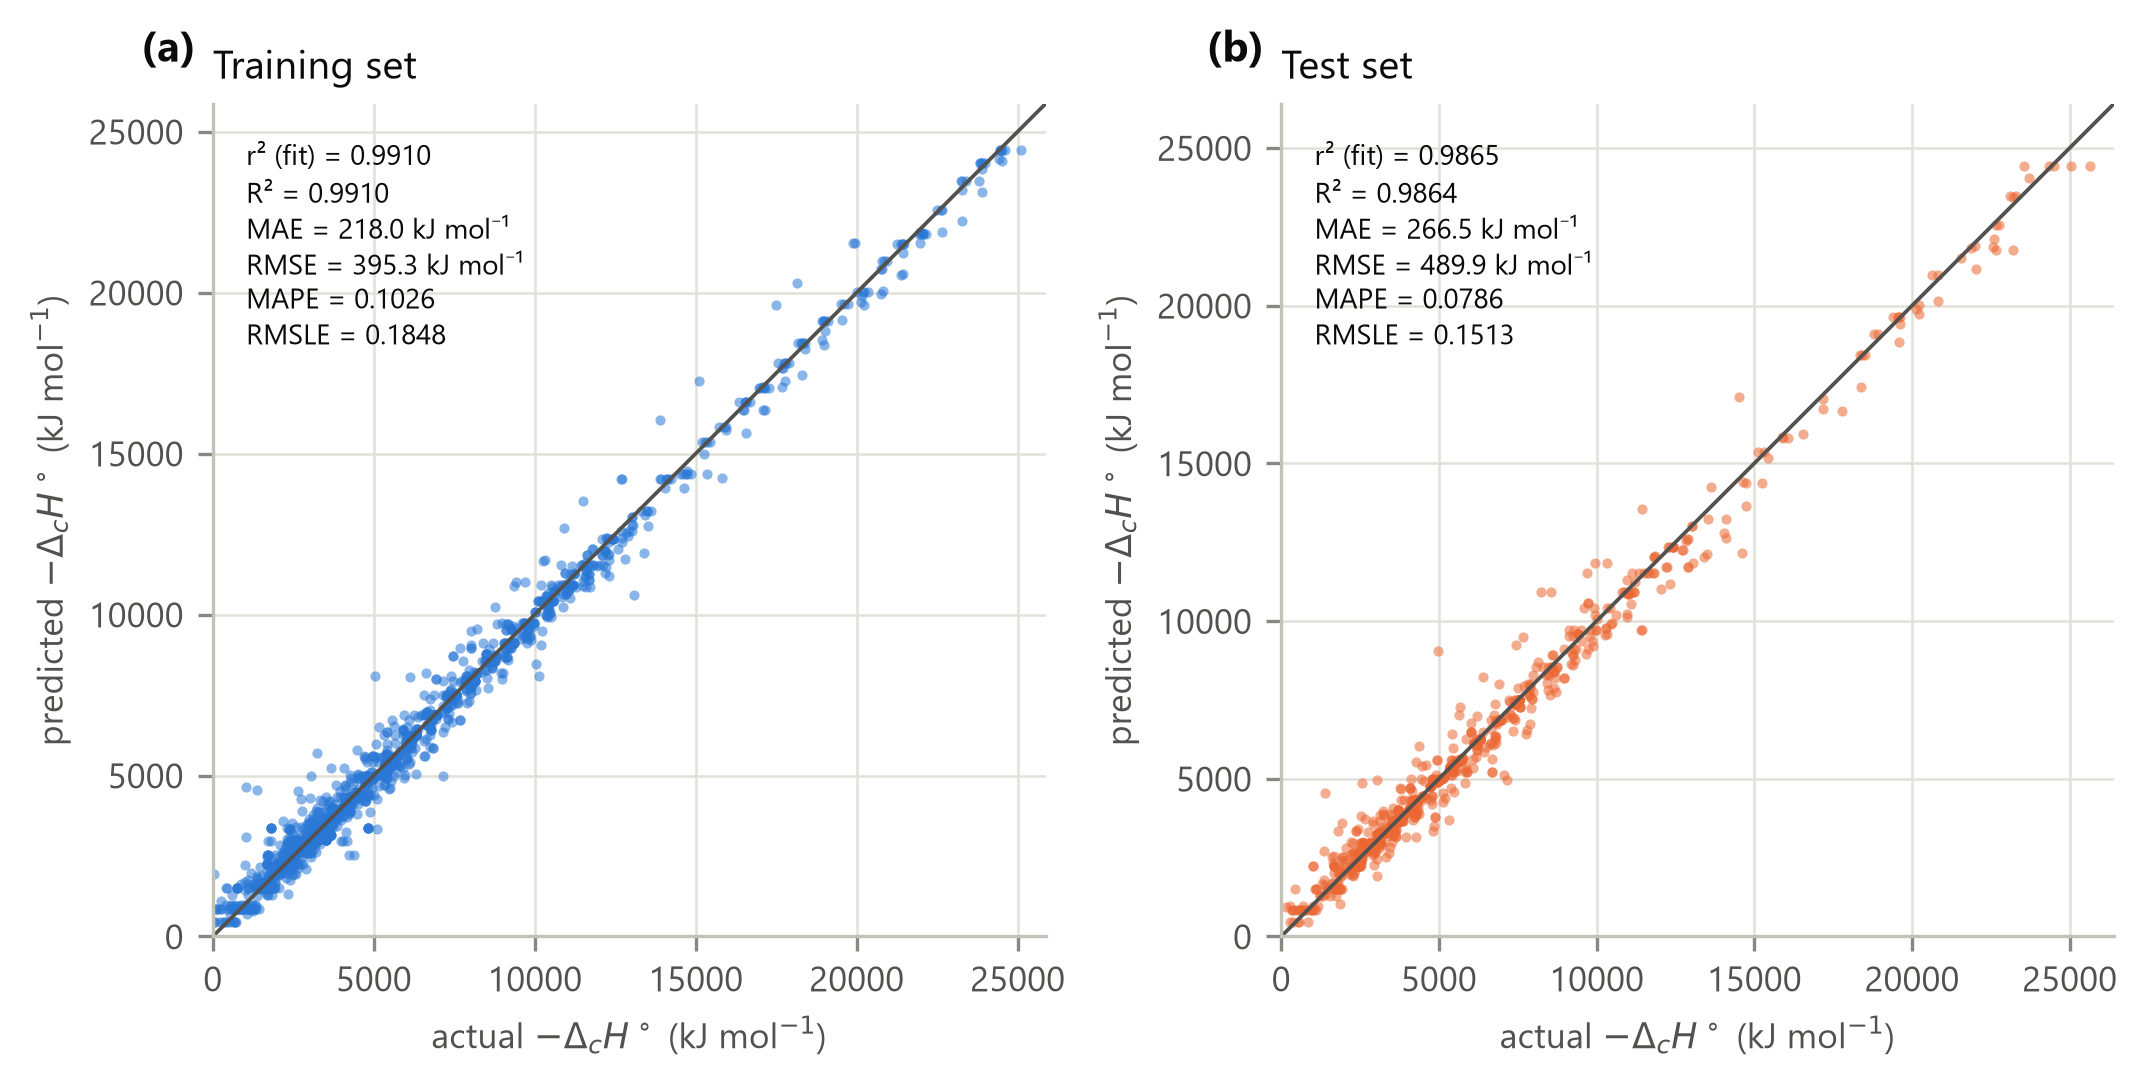 (a) Training set
r² (fit) = 0.9910
R² = 0.9910
MAE = 218.0 kJ mol⁻¹
RMSE = 395.3 kJ mol⁻¹
MAPE = 0.1026
RMSLE = 0.1848
25000
20000
15000
10000
5000
0
0 5000 10000 15000 20000 25000
predicted −Δ_cH° (kJ mol⁻¹)
actual −Δ_cH° (kJ mol⁻¹)
(b) Test set
r² (fit) = 0.9865
R² = 0.9864
MAE = 266.5 kJ mol⁻¹
RMSE = 489.9 kJ mol⁻¹
MAPE = 0.0786
RMSLE = 0.1513
25000
20000
15000
10000
5000
0
0 5000 10000 15000 20000 25000
predicted −Δ_cH° (kJ mol⁻¹)
actual −Δ_cH° (kJ mol⁻¹)